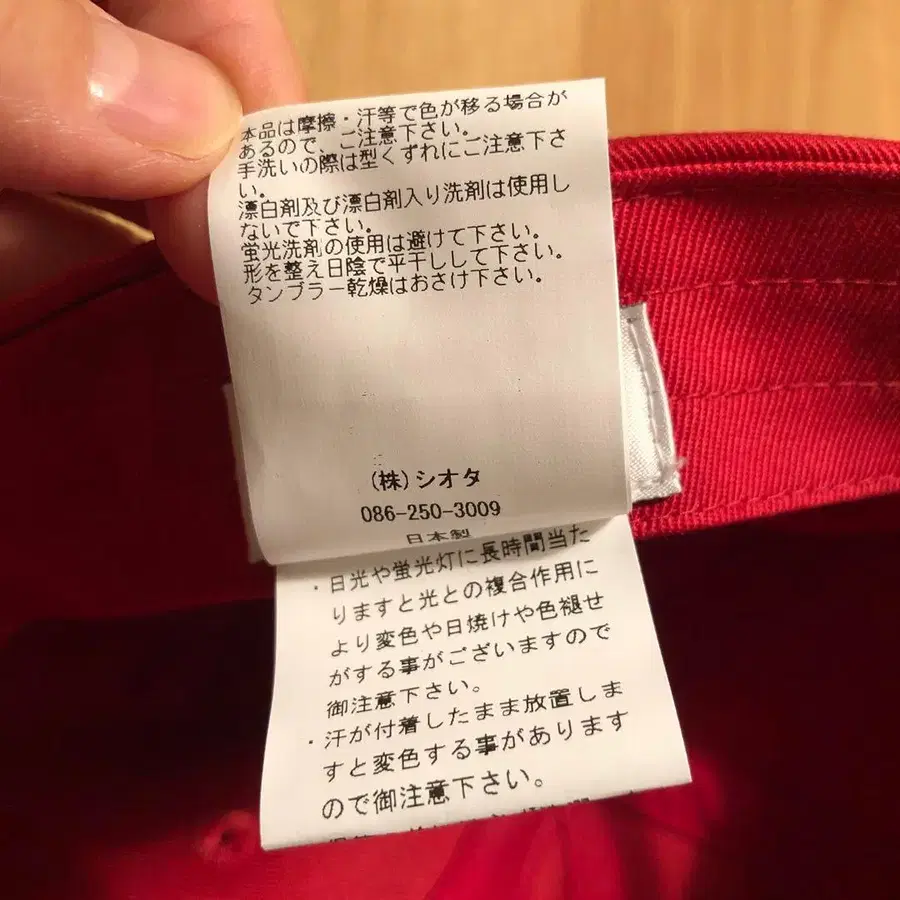 本品は摩擦・汗等で色が移る場合が
あるので、ご注意下さい。
手洗いの際は型くずれにご注意下さ
い。
漂白剤及び漂白剤入り洗剤は使用し
ないで下さい。
蛍光洗剤の使用は避けて下さい。
形を整え日陰で平干しして下さい。
タンブラー乾燥はおさけ下さい。
(株)シオタ
086-250-3009
日本製
・日光や蛍光灯に長時間当た
りますと光との複合作用に
より変色や日焼けや色褪せ
がする事がございますので
御注意下さい。
・汗が付着したまま放置しま
すと変色する事があります
ので御注意下さい。